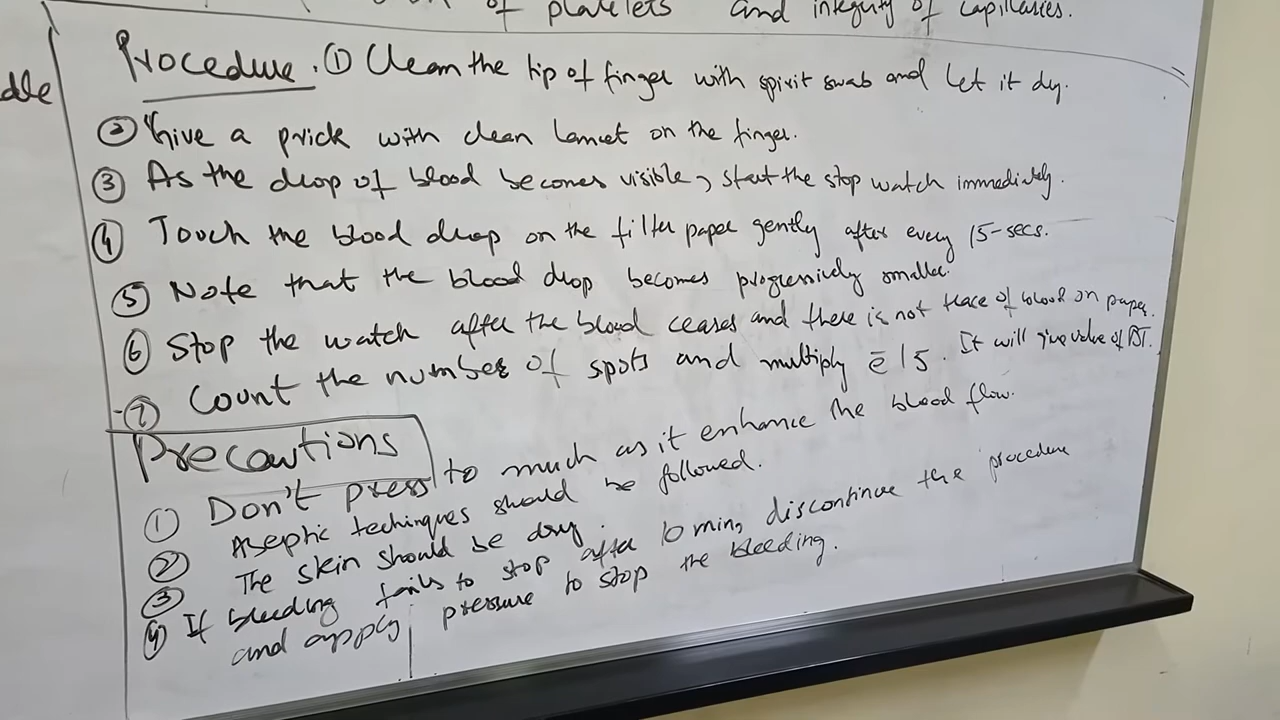 of platelets and integrity of capillaries.
dle
Procedure. ① Clean the tip of finger with spirit swab and let it dry.
② Give a prick with clean lancet on the finger.
③ As the drop of blood becomes visible, start the stop watch immediately.
④ Touch the blood drop on the filter paper gently after every 15-secs.
⑤ Note that the blood drop becomes progressively smaller.
⑥ Stop the watch after the blood ceases and there is not trace of blood on paper.
⑦ Count the number of spots and multiply c̄ 15. It will give value of BT.
Precautions
① Don't press to much as it enhance the blood flow.
② Aseptic techinques should be followed.
③ The skin should be dry.
④ If bleeding fails to stop after 10 min, discontinue the procedure
and apply pressure to stop the bleeding.